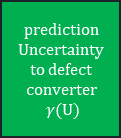 prediction
Uncertainty
to defect
converter
𝛾(U)